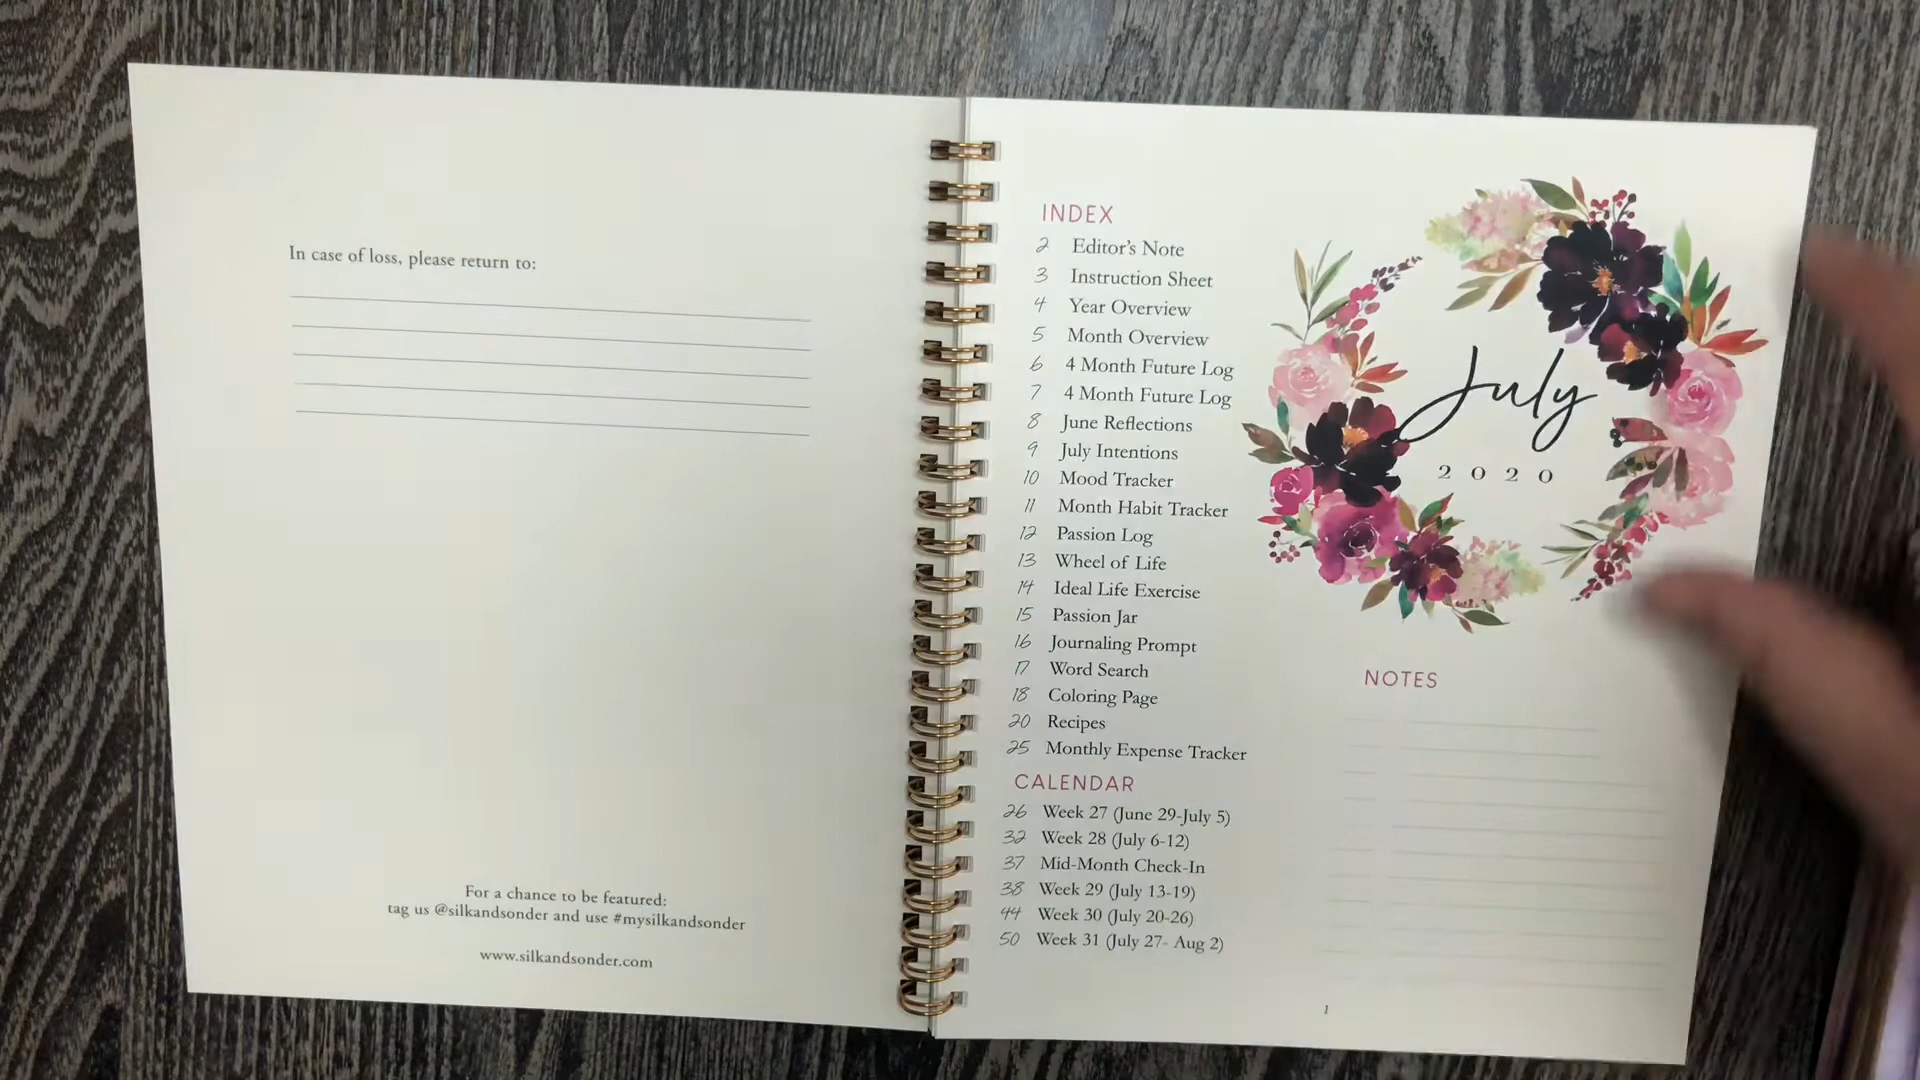 In case of loss, please return to:
For a chance to be featured:
tag us @silkandsonder and use #mysilkandsonder
www.silkandsonder.com
INDEX
2 Editor's Note
3 Instruction Sheet
4 Year Overview
5 Month Overview
6 4 Month Future Log
7 4 Month Future Log
8 June Reflections
9 July Intentions
10 Mood Tracker
11 Month Habit Tracker
12 Passion Log
13 Wheel of Life
14 Ideal Life Exercise
15 Passion Jar
16 Journaling Prompt
17 Word Search
18 Coloring Page
20 Recipes
25 Monthly Expense Tracker
CALENDAR
26 Week 27 (June 29-July 5)
32 Week 28 (July 6-12)
37 Mid-Month Check-In
38 Week 29 (July 13-19)
44 Week 30 (July 20-26)
50 Week 31 (July 27- Aug 2)
July
2020
NOTES
1